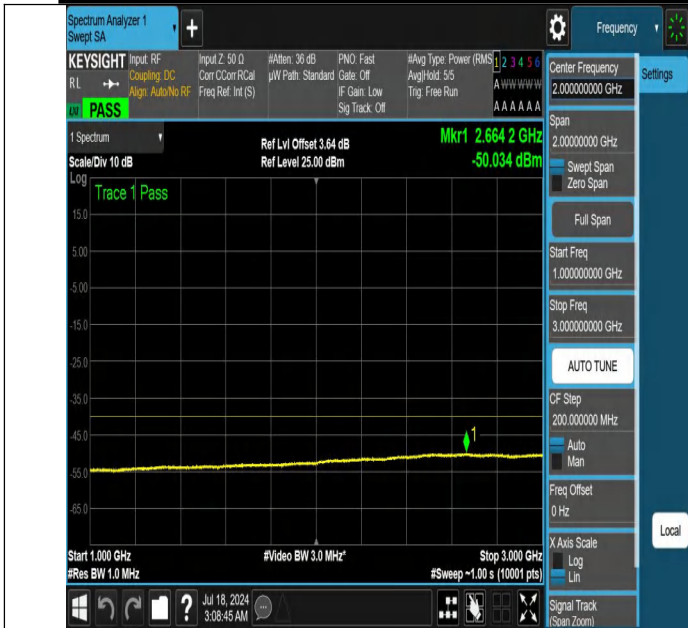 Spectrum Analyzer 1
Swept SA
Frequency
KEYSIGHT
RL
LXI
PASS
Input: RF
Coupling: DC
Align: Auto/No RF
Input Z: 50 Ω
Corr CCorr RCal
Freq Ref: Int (S)
#Atten: 36 dB
µW Path: Standard
PNO: Fast
Gate: Off
IF Gain: Low
Sig Track: Off
#Avg Type: Power (RMS
Avg|Hold: 5/5
Trig: Free Run
1 2 3 4 5 6
A W W W W W
A A A A A A
1 Spectrum
Scale/Div 10 dB
Log
Ref Lvl Offset 3.64 dB
Ref Level 25.00 dBm
Mkr1 2.664 2 GHz
-50.034 dBm
Trace 1 Pass
15.0
5.00
-5.00
-15.0
-25.0
-35.0
-45.0
-55.0
-65.0
1
Start 1.000 GHz
#Res BW 1.0 MHz
#Video BW 3.0 MHz*
Stop 3.000 GHz
#Sweep ~1.00 s (10001 pts)
Center Frequency
2.000000000 GHz
Span
2.00000000 GHz
Swept Span
Zero Span
Full Span
Start Freq
1.000000000 GHz
Stop Freq
3.000000000 GHz
AUTO TUNE
CF Step
200.000000 MHz
Auto
Man
Freq Offset
0 Hz
X Axis Scale
Log
Lin
Signal Track
(Span Zoom)
Settings
Local
?
Jul 18, 2024
3:08:45 AM